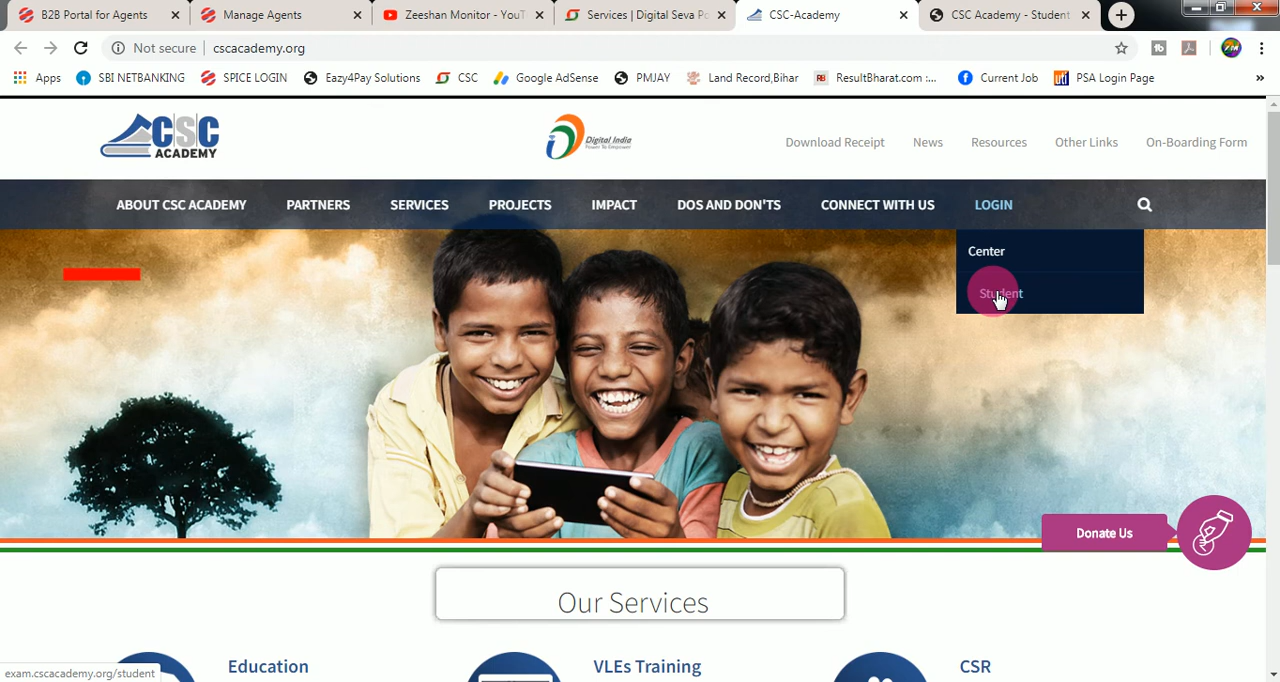 B2B Portal for Agents
Manage Agents
Zeeshan Monitor - YouT
Services | Digital Seva Po
CSC-Academy
CSC Academy - Student
Not secure
cscacademy.org
Apps
SBI NETBANKING
SPICE LOGIN
Eazy4Pay Solutions
CSC
Google AdSense
PMJAY
Land Record,Bihar
ResultBharat.com :...
Current Job
PSA Login Page
CSC
ACADEMY
Digital India
Power To Empower
Download Receipt
News
Resources
Other Links
On-Boarding Form
ABOUT CSC ACADEMY
PARTNERS
SERVICES
PROJECTS
IMPACT
DOS AND DON'TS
CONNECT WITH US
LOGIN
Center
Student
Donate Us
Our Services
Education
VLEs Training
CSR
exam.cscacademy.org/student